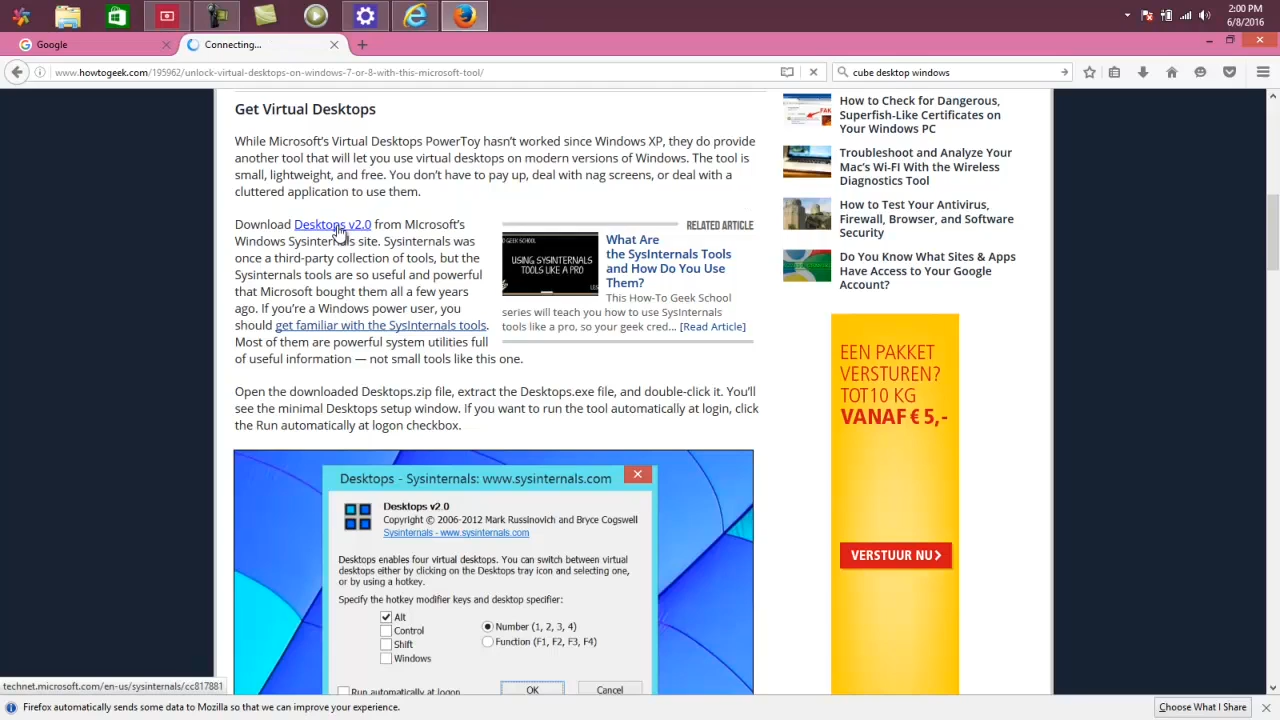 2:00 PM
6/8/2016
Google
Connecting...
www.howtogeek.com/195962/unlock-virtual-desktops-on-windows-7-or-8-with-this-microsoft-tool/
cube desktop windows
Get Virtual Desktops
While Microsoft's Virtual Desktops PowerToy hasn't worked since Windows XP, they do provide
another tool that will let you use virtual desktops on modern versions of Windows. The tool is
small, lightweight, and free. You don't have to pay up, deal with nag screens, or deal with a
cluttered application to use them.
Download Desktops v2.0 from MIcrosoft's
Windows Sysinternals site. Sysinternals was
once a third-party collection of tools, but the
Sysinternals tools are so useful and powerful
that Microsoft bought them all a few years
ago. If you're a Windows power user, you
should get familiar with the SysInternals tools.
Most of them are powerful system utilities full
of useful information — not small tools like this one.
RELATED ARTICLE
GEEK SCHOOL
USING SYSINTERNALS
TOOLS LIKE A PRO
What Are
the SysInternals Tools
and How Do You Use
Them?
This How-To Geek School
series will teach you how to use SysInternals
tools like a pro, so your geek cred... [Read Article]
Open the downloaded Desktops.zip file, extract the Desktops.exe file, and double-click it. You'll
see the minimal Desktops setup window. If you want to run the tool automatically at login, click
the Run automatically at logon checkbox.
Desktops - Sysinternals: www.sysinternals.com
Desktops v2.0
Copyright © 2006-2012 Mark Russinovich and Bryce Cogswell
Sysinternals - www.sysinternals.com
Desktops enables four virtual desktops. You can switch between virtual
desktops either by clicking on the Desktops tray icon and selecting one,
or by using a hotkey.
Specify the hotkey modifier keys and desktop specifier:
Alt
Control
Shift
Windows
Number (1, 2, 3, 4)
Function (F1, F2, F3, F4)
Run automatically at logon
OK
Cancel
How to Check for Dangerous,
Superfish-Like Certificates on
Your Windows PC
Troubleshoot and Analyze Your
Mac's Wi-FI With the Wireless
Diagnostics Tool
How to Test Your Antivirus,
Firewall, Browser, and Software
Security
Do You Know What Sites & Apps
Have Access to Your Google
Account?
EEN PAKKET
VERSTUREN?
TOT 10 KG
VANAF € 5,-
VERSTUUR NU
technet.microsoft.com/en-us/sysinternals/cc817881
Firefox automatically sends some data to Mozilla so that we can improve your experience.
Choose What I Share